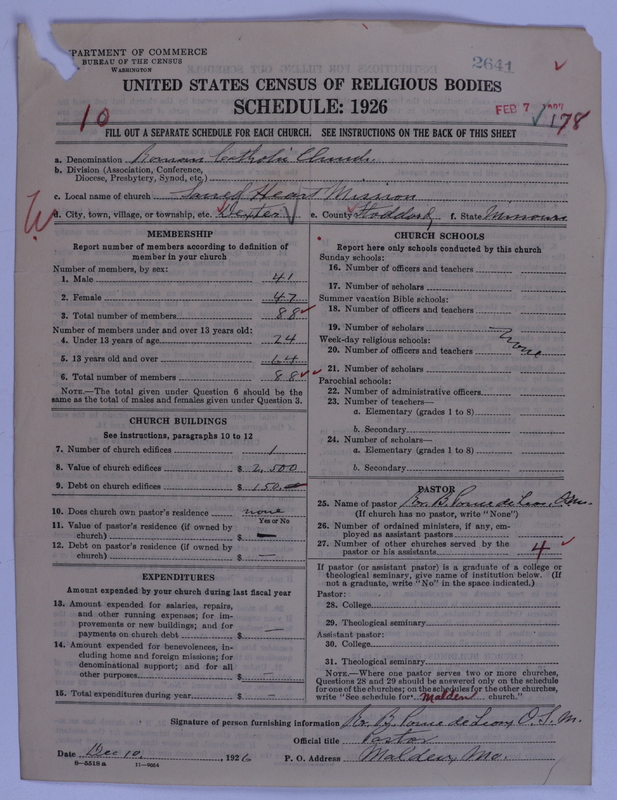 PARTMENT OF COMMERCE
BUREAU OF THE CENSUS
WASHINGTON
2641
UNITED STATES CENSUS OF RELIGIOUS BODIES
SCHEDULE: 1926
10
FEB 7
178
FILL OUT A SEPARATE SCHEDULE FOR EACH CHURCH. SEE INSTRUCTIONS ON THE BACK OF THIS SHEET
a. Denomination Roman Catholic Church
b. Division (Association, Conference,
Diocese, Presbytery, Synod, etc.)
c. Local name of church Sacred Heart Mission
d. City, town, village, or township, etc. Dexter e. County Stoddard f. State Missouri
MEMBERSHIP
Report number of members according to definition of
member in your church
Number of members, by sex:
1. Male 41
2. Female 47
3. Total number of members 88
Number of members under and over 13 years old:
4. Under 13 years of age 24
5. 13 years old and over 64
6. Total number of members 88
NOTE.—The total given under Question 6 should be
same as the total of males and females given under Question 3.
CHURCH BUILDINGS
See instructions, paragraphs 10 to 12
7. Number of church edifices 1
8. Value of church edifices $ 2,500
9. Debt on church edifices $ 150.
10. Does church own pastor's residence none
Yes or No
11. Value of pastor's residence (if owned by
church) $ —
12. Debt on pastor's residence (if owned by
church) $ —
EXPENDITURES
Amount expended by your church during last fiscal year
13. Amount expended for salaries, repairs,
and other running expenses; for im-
provements or new buildings; and for
payments on church debt $ —
14. Amount expended for benevolences, in-
cluding home and foreign missions; for
denominational support; and for all
other purposes $ —
15. Total expenditures during year $ —
CHURCH SCHOOLS
Report here only schools conducted by this church
Sunday schools:
16. Number of officers and teachers
17. Number of scholars
Summer vacation Bible schools:
18. Number of officers and teachers
19. Number of scholars
Week-day religious schools:
20. Number of officers and teachers none
21. Number of scholars
Parochial schools:
22. Number of administrative officers
23. Number of teachers—
a. Elementary (grades 1 to 8)
b. Secondary
24. Number of scholars—
a. Elementary (grades 1 to 8)
b. Secondary
PASTOR
25. Name of pastor Rev. B. Ponce de Leon, O.S.M.
(If church has no pastor, write "None")
26. Number of ordained ministers, if any, em-
ployed as assistant pastors
27. Number of other churches served by the
pastor or his assistants 4
If pastor (or assistant pastor) is a graduate of a college or
theological seminary, give name of institution below. (If
not a graduate, write "No" in the space indicated.)
Pastor:
28. College
29. Theological seminary
Assistant pastor:
30. College
31. Theological seminary
NOTE.—Where one pastor serves two or more churches,
Questions 28 and 29 should be answered only on the schedule
for one of the churches; on the schedules for the other churches,
write "See schedule for Malden church."
Signature of person furnishing information Rev. B. Ponce de Leon, O.S.M.
Official title Pastor
Date Dec 10, 1926 P. O. Address Malden, Mo.
8—5518 a 11—9054